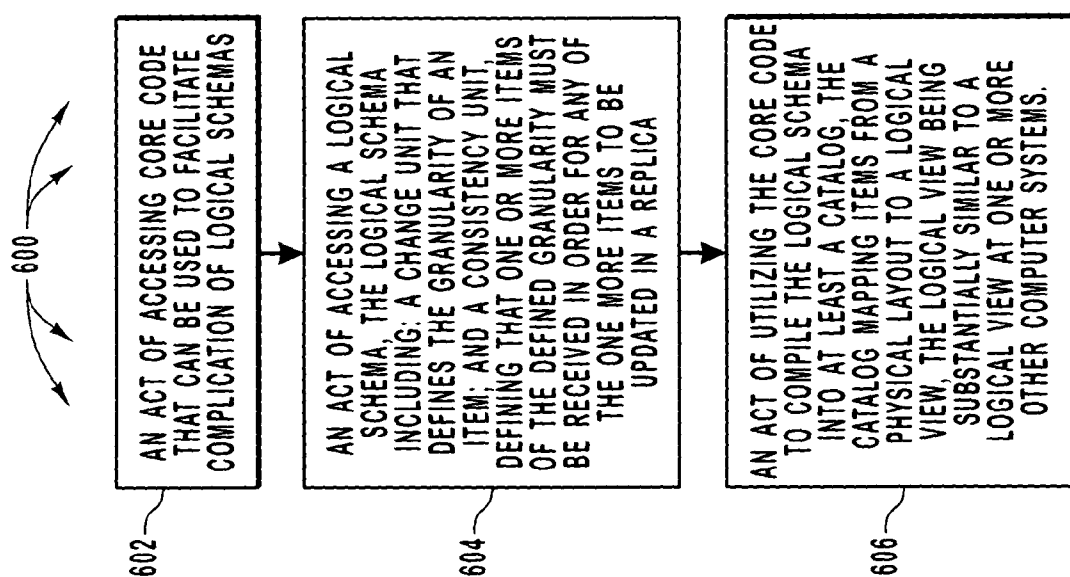 600
602
AN ACT OF ACCESSING CORE CODE
THAT CAN BE USED TO FACILITATE
COMPLICATION OF LOGICAL SCHEMAS
604
AN ACT OF ACCESSING A LOGICAL
SCHEMA, THE LOGICAL SCHEMA
INCLUDING: A CHANGE UNIT THAT
DEFINES THE GRANULARITY OF AN
ITEM; AND A CONSISTENCY UNIT,
DEFINING THAT ONE OR MORE ITEMS
OF THE DEFINED GRANULARITY MUST
BE RECEIVED IN ORDER FOR ANY OF
THE ONE MORE ITEMS TO BE
UPDATED IN A REPLICA
606
AN ACT OF UTILIZING THE CORE CODE
TO COMPILE THE LOGICAL SCHEMA
INTO AT LEAST A CATALOG, THE
CATALOG MAPPING ITEMS FROM A
PHYSICAL LAYOUT TO A LOGICAL
VIEW, THE LOGICAL VIEW BEING
SUBSTANTIALLY SIMILAR TO A
LOGICAL VIEW AT ONE OR MORE
OTHER COMPUTER SYSTEMS.